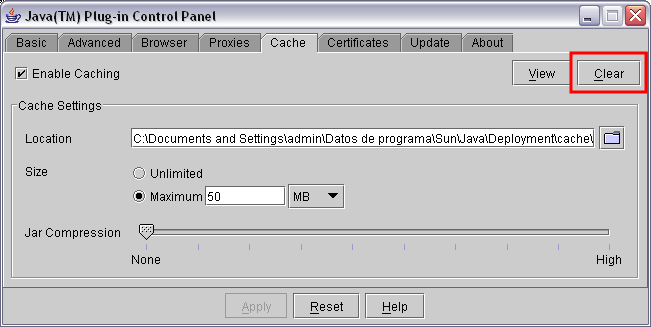 Java(TM) Plug-in Control Panel
Basic Advanced Browser Proxies Cache Certificates Update About
Enable Caching View Clear
Cache Settings
Location C:\Documents and Settings\admin\Datos de programa\Sun\Java\Deployment\cache\
Size Unlimited
Maximum 50 MB
Jar Compression
None High
Apply Reset Help